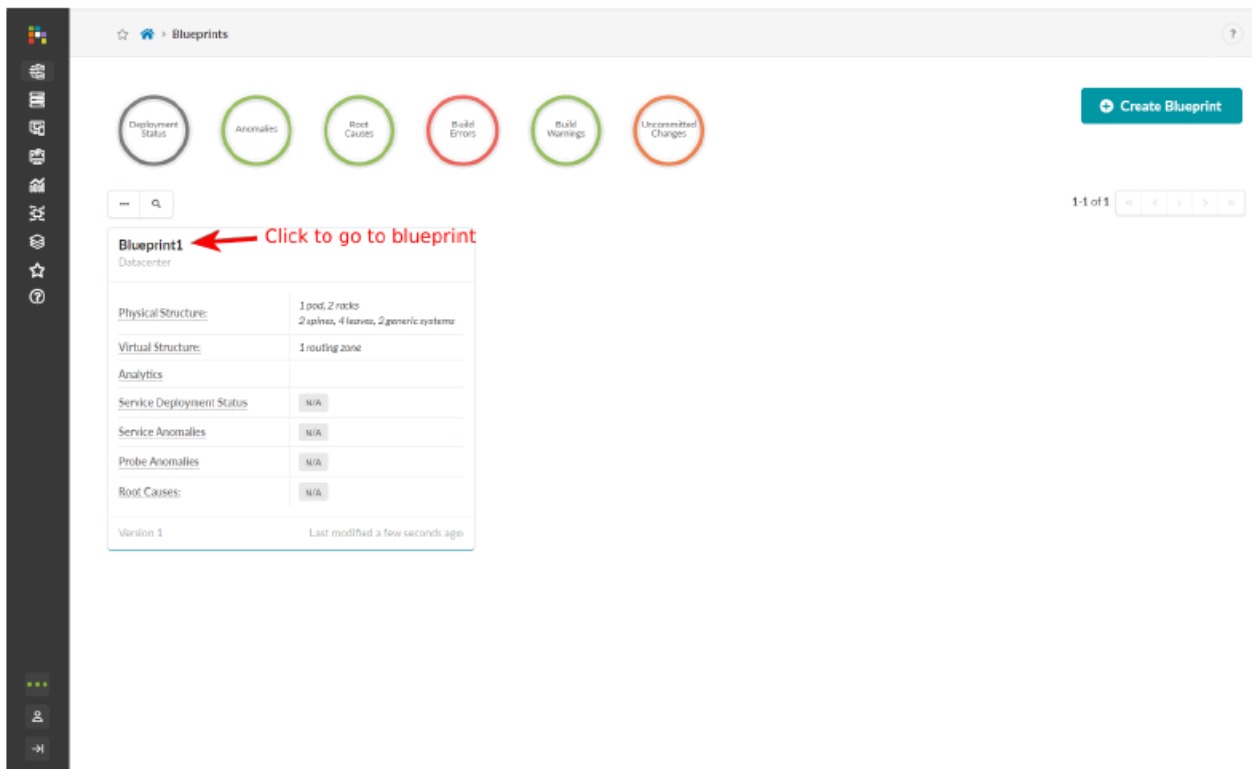 Blueprints
?
Deployment
Status
Anomalies
Root
Causes
Build
Errors
Build
Warnings
Uncommitted
Changes
Create Blueprint
1-1 of 1
1
Blueprint1
Click to go to blueprint
Datacenter
Physical Structure:
1 pod, 2 racks
2 spines, 4 leaves, 2 generic systems
Virtual Structure:
1 routing zone
Analytics
Service Deployment Status
N/A
Service Anomalies
N/A
Probe Anomalies
N/A
Root Causes:
N/A
Version 1
Last modified a few seconds ago